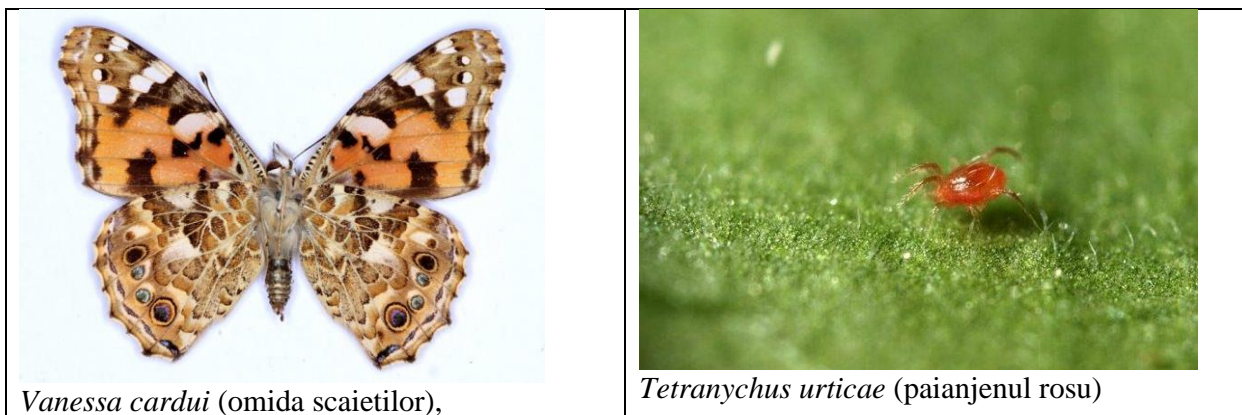 Vanessa cardui (omida scaietilor),
Tetranychus urticae (paianjenul rosu)